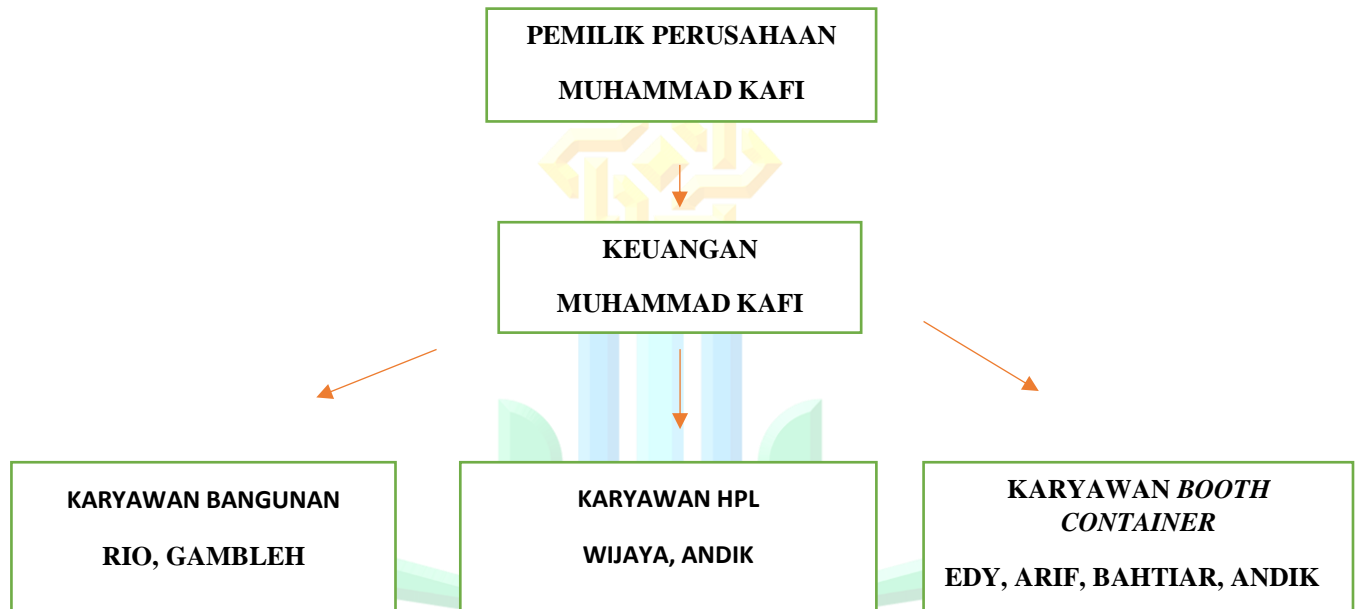 PEMILIK PERUSAHAAN
MUHAMMAD KAFI
KEUANGAN
MUHAMMAD KAFI
KARYAWAN BANGUNAN
RIO, GAMBLEH
KARYAWAN HPL
WIJAYA, ANDIK
KARYAWAN BOOTH
CONTAINER
EDY, ARIF, BAHTIAR, ANDIK